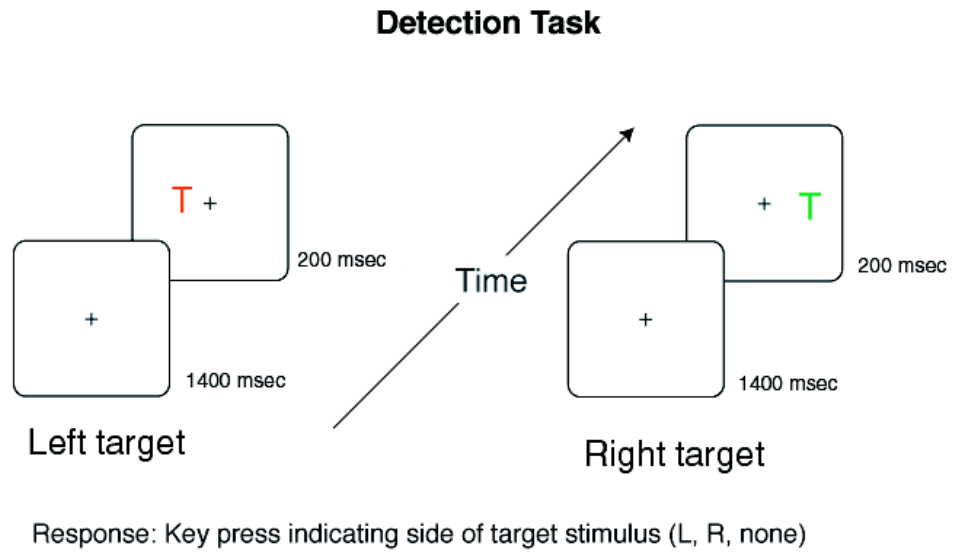 Detection Task
T +
200 msec
+
1400 msec
Left target
Time
+ T
200 msec
+
1400 msec
Right target
Response: Key press indicating side of target stimulus (L, R, none)